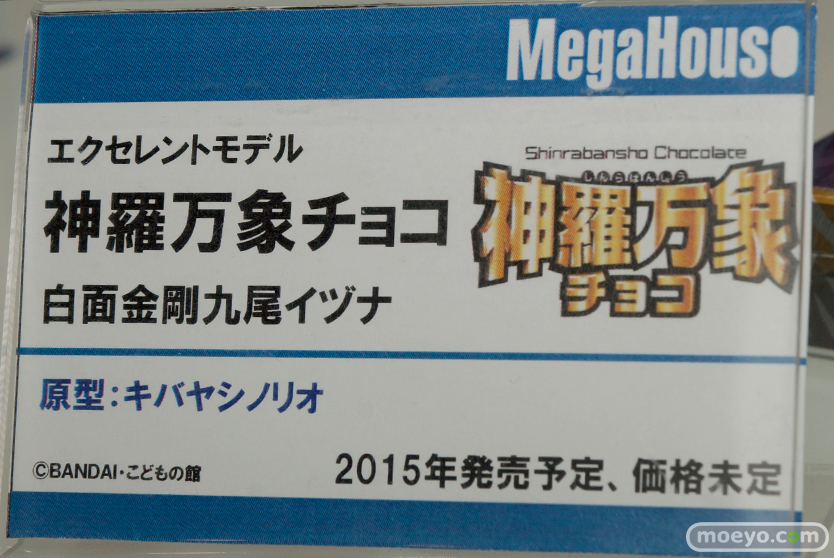 MegaHouse
エクセレントモデル
神羅万象チョコ
白面金剛九尾イヅナ
Shinrabansho Chocolate
しんらばんしょう
神羅万象
チョコ
原型：キバヤシノリオ
©BANDAI・こどもの館
2015年発売予定、価格未定
moeyo.com